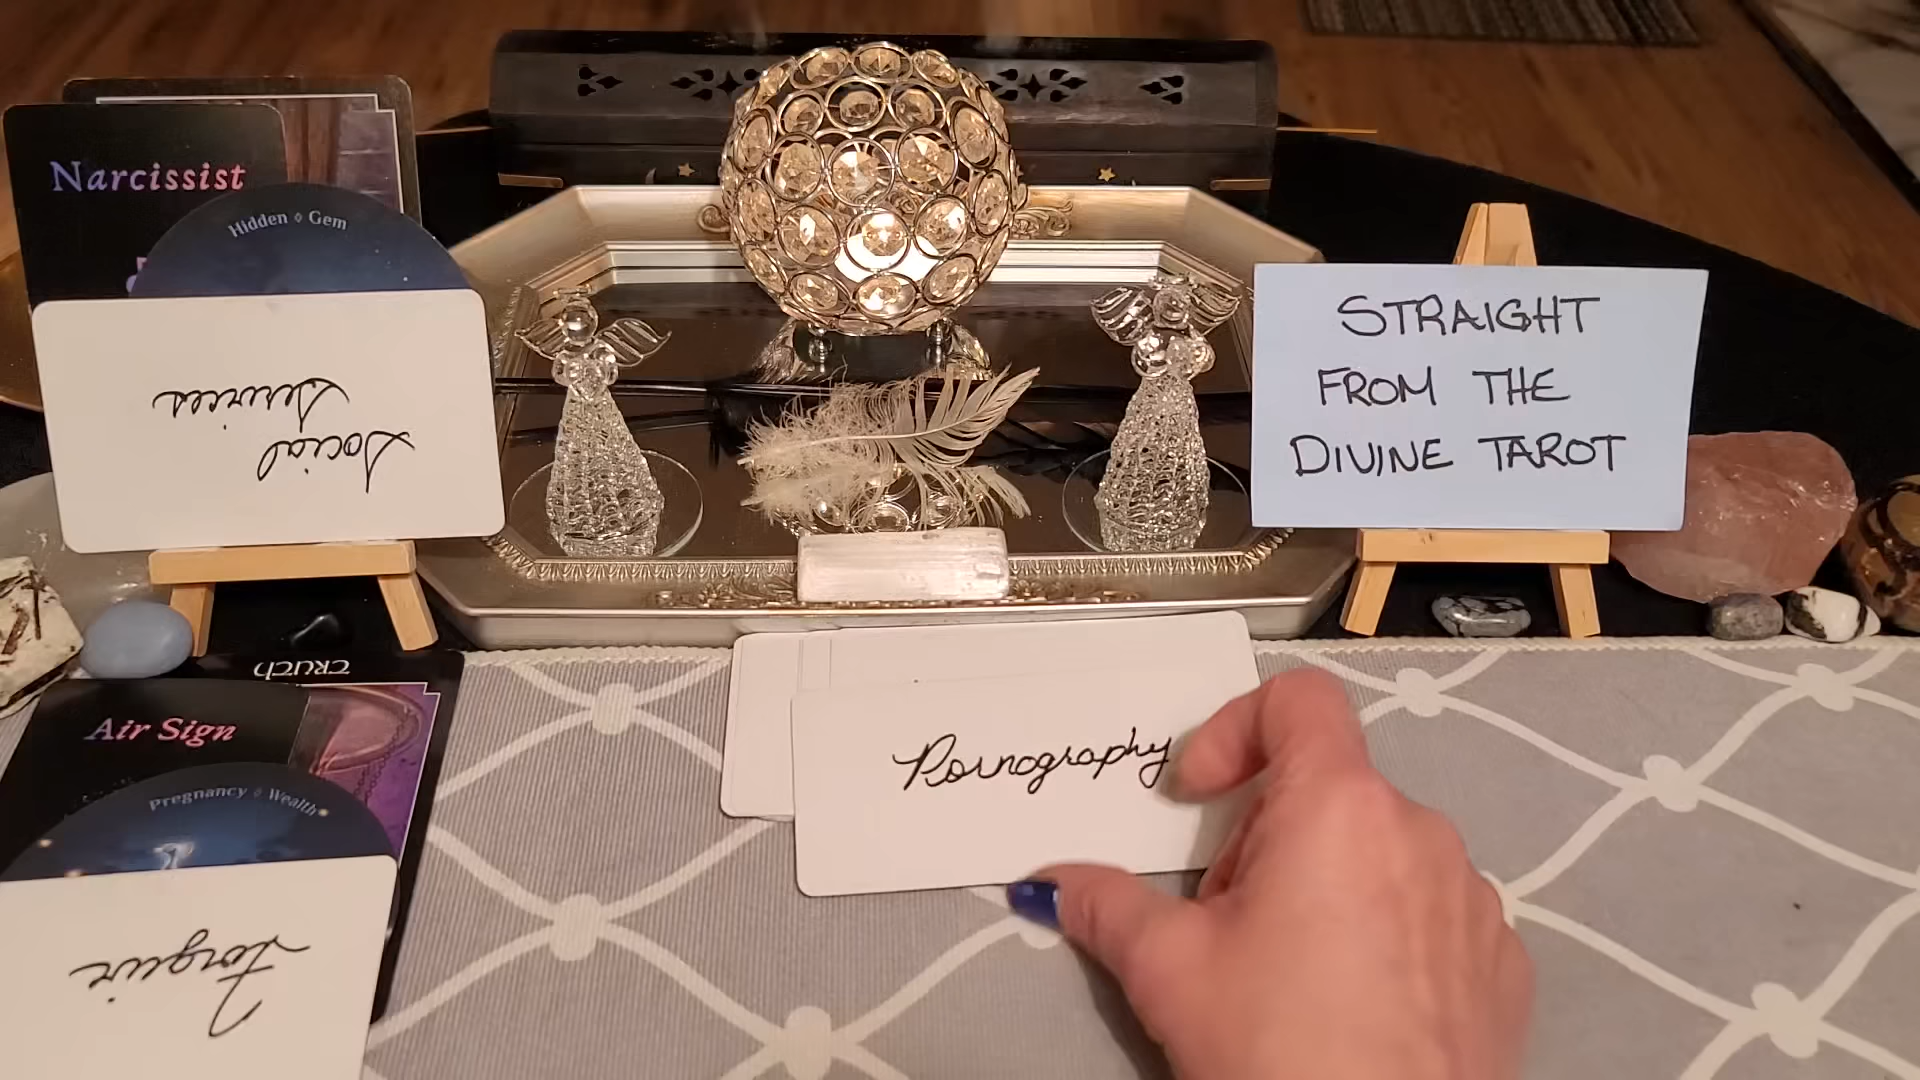 Narcissist
Hidden ◊ Gem
Social
Services
STRAIGHT
FROM THE
DIVINE TAROT
TRUTH
Air Sign
Pregnancy ◊ Wealth
Pornography
Forgive